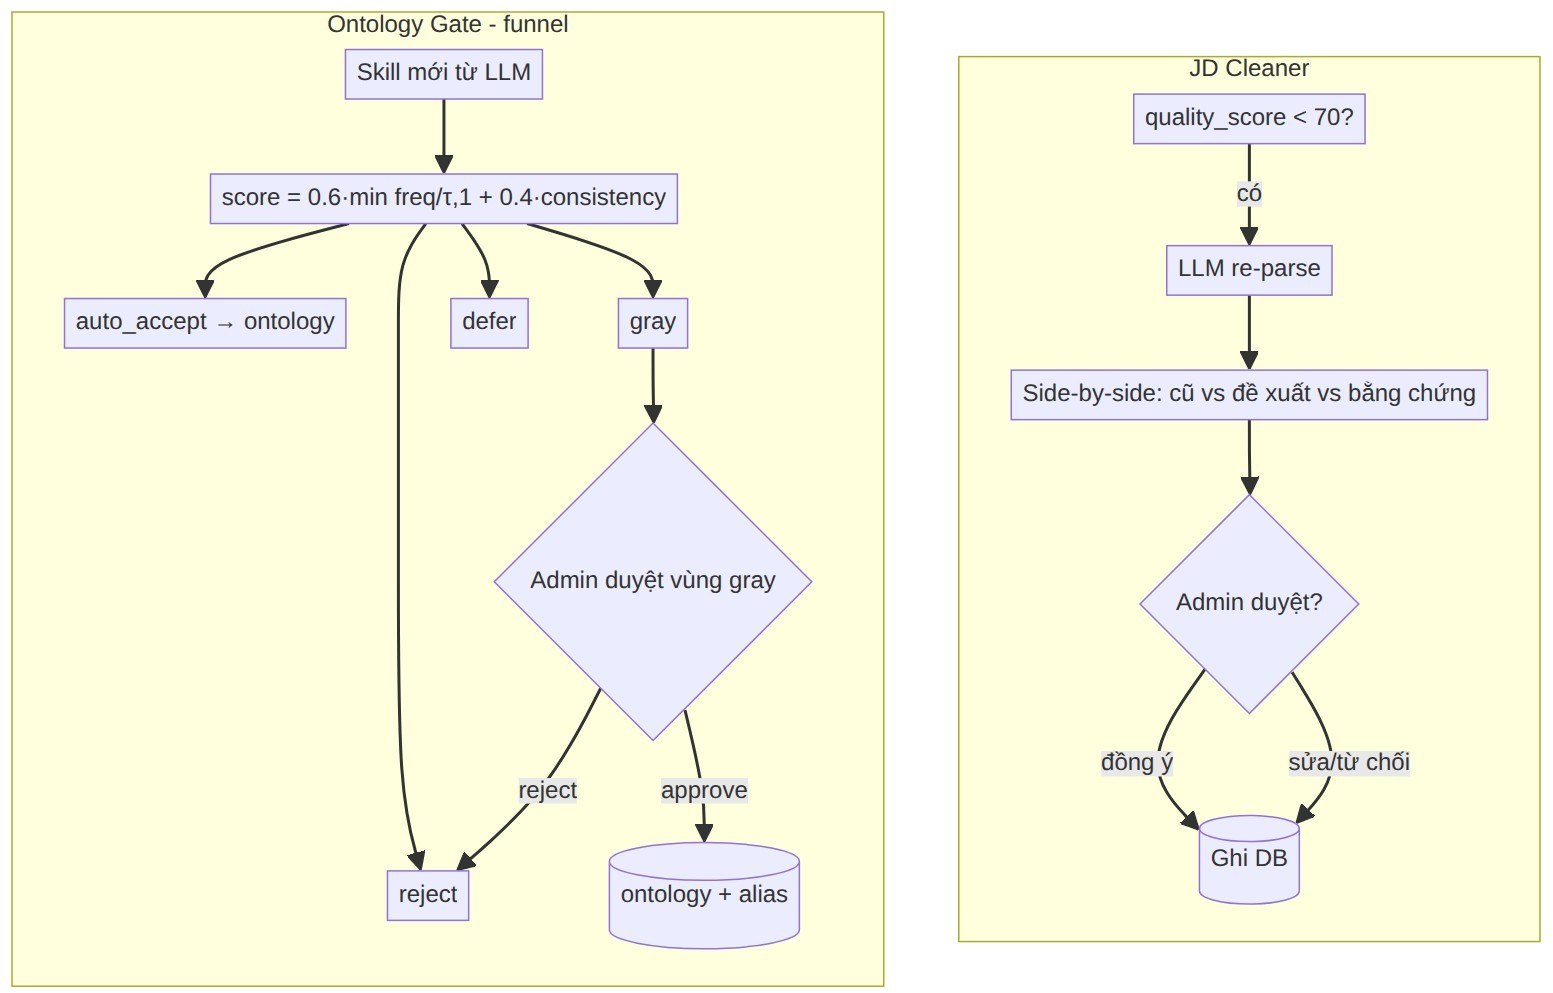 Ontology Gate - funnel
Skill mới từ LLM
score = 0.6·min freq/τ,1 + 0.4·consistency
auto_accept → ontology
defer
gray
Admin duyệt vùng gray
reject
approve
reject
ontology + alias
JD Cleaner
quality_score < 70?
có
LLM re-parse
Side-by-side: cũ vs đề xuất vs bằng chứng
Admin duyệt?
đồng ý
sửa/từ chối
Ghi DB